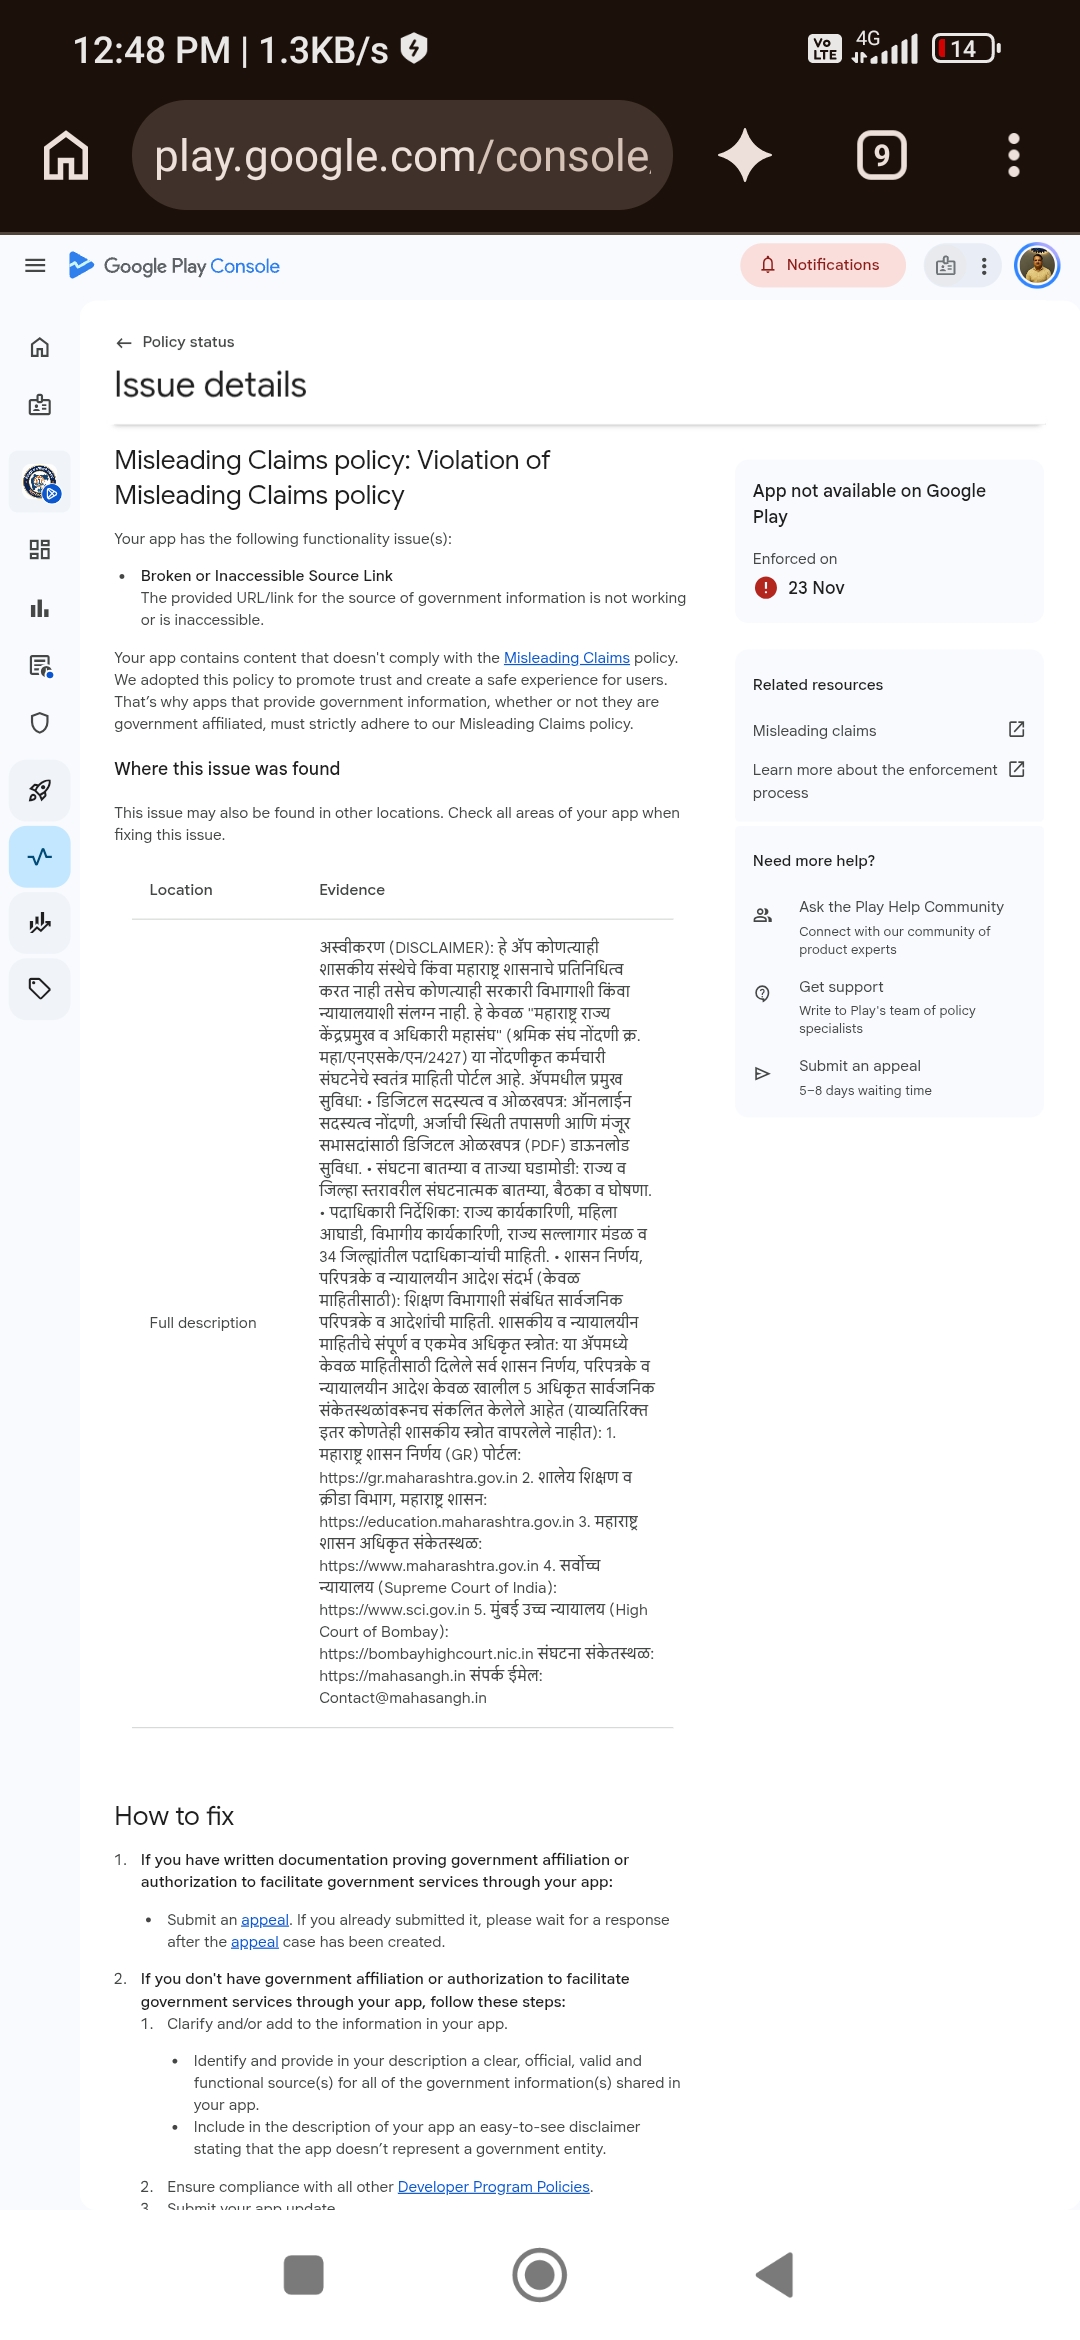 12:48 PM | 1.3KB/s
Vo LTE
4G
14
play.google.com/console
9
Google Play Console
Notifications
Policy status
Issue details
Misleading Claims policy: Violation of
Misleading Claims policy
Your app has the following functionality issue(s):
• Broken or Inaccessible Source Link
The provided URL/link for the source of government information is not working
or is inaccessible.
Your app contains content that doesn't comply with the Misleading Claims policy.
We adopted this policy to promote trust and create a safe experience for users.
That's why apps that provide government information, whether or not they are
government affiliated, must strictly adhere to our Misleading Claims policy.
Where this issue was found
This issue may also be found in other locations. Check all areas of your app when
fixing this issue.
Location Evidence
Full description
अस्वीकरण (DISCLAIMER): हे ॲप कोणत्याही
शासकीय संस्थेचे किंवा महाराष्ट्र शासनाचे प्रतिनिधित्व
करत नाही तसेच कोणत्याही सरकारी विभागाशी किंवा
न्यायालयाशी संलग्न नाही. हे केवळ "महाराष्ट्र राज्य
केंद्रप्रमुख व अधिकारी महासंघ" (श्रमिक संघ नोंदणी क्र.
महा/एनएसके/एन/2427) या नोंदणीकृत कर्मचारी
संघटनेचे स्वतंत्र माहिती पोर्टल आहे. ॲपमधील प्रमुख
सुविधा: • डिजिटल सदस्यत्व व ओळखपत्र: ऑनलाईन
सदस्यत्व नोंदणी, अर्जाची स्थिती तपासणी आणि मंजूर
सभासदांसाठी डिजिटल ओळखपत्र (PDF) डाऊनलोड
सुविधा. • संघटना बातम्या व ताज्या घडामोडी: राज्य व
जिल्हा स्तरावरील संघटनात्मक बातम्या, बैठका व घोषणा.
• पदाधिकारी निर्देशिका: राज्य कार्यकारिणी, महिला
आघाडी, विभागीय कार्यकारिणी, राज्य सल्लागार मंडळ व
34 जिल्ह्यांतील पदाधिकाऱ्यांची माहिती. • शासन निर्णय,
परिपत्रके व न्यायालयीन आदेश संदर्भ (केवळ
माहितीसाठी): शिक्षण विभागाशी संबंधित सार्वजनिक
परिपत्रके व आदेशांची माहिती. शासकीय व न्यायालयीन
माहितीचे संपूर्ण व एकमेव अधिकृत स्त्रोत: या ॲपमध्ये
केवळ माहितीसाठी दिलेले सर्व शासन निर्णय, परिपत्रके व
न्यायालयीन आदेश केवळ खालील 5 अधिकृत सार्वजनिक
संकेतस्थळांवरूनच संकलित केलेले आहेत (याव्यतिरिक्त
इतर कोणतेही शासकीय स्त्रोत वापरलेले नाहीत): 1.
महाराष्ट्र शासन निर्णय (GR) पोर्टल:
https://gr.maharashtra.gov.in 2. शालेय शिक्षण व
क्रीडा विभाग, महाराष्ट्र शासन:
https://education.maharashtra.gov.in 3. महाराष्ट्र
शासन अधिकृत संकेतस्थळ:
https://www.maharashtra.gov.in 4. सर्वोच्च
न्यायालय (Supreme Court of India):
https://www.sci.gov.in 5. मुंबई उच्च न्यायालय (High
Court of Bombay):
https://bombayhighcourt.nic.in संघटना संकेतस्थळ:
https://mahasangh.in संपर्क ईमेल:
Contact@mahasangh.in
How to fix
1. If you have written documentation proving government affiliation or
authorization to facilitate government services through your app:
• Submit an appeal. If you already submitted it, please wait for a response
after the appeal case has been created.
2. If you don't have government affiliation or authorization to facilitate
government services through your app, follow these steps:
1. Clarify and/or add to the information in your app.
• Identify and provide in your description a clear, official, valid and
functional source(s) for all of the government information(s) shared in
your app.
• Include in the description of your app an easy-to-see disclaimer
stating that the app doesn't represent a government entity.
2. Ensure compliance with all other Developer Program Policies.
3. Submit your app update
App not available on Google
Play
Enforced on
23 Nov
Related resources
Misleading claims
Learn more about the enforcement
process
Need more help?
Ask the Play Help Community
Connect with our community of
product experts
Get support
Write to Play's team of policy
specialists
Submit an appeal
5–8 days waiting time